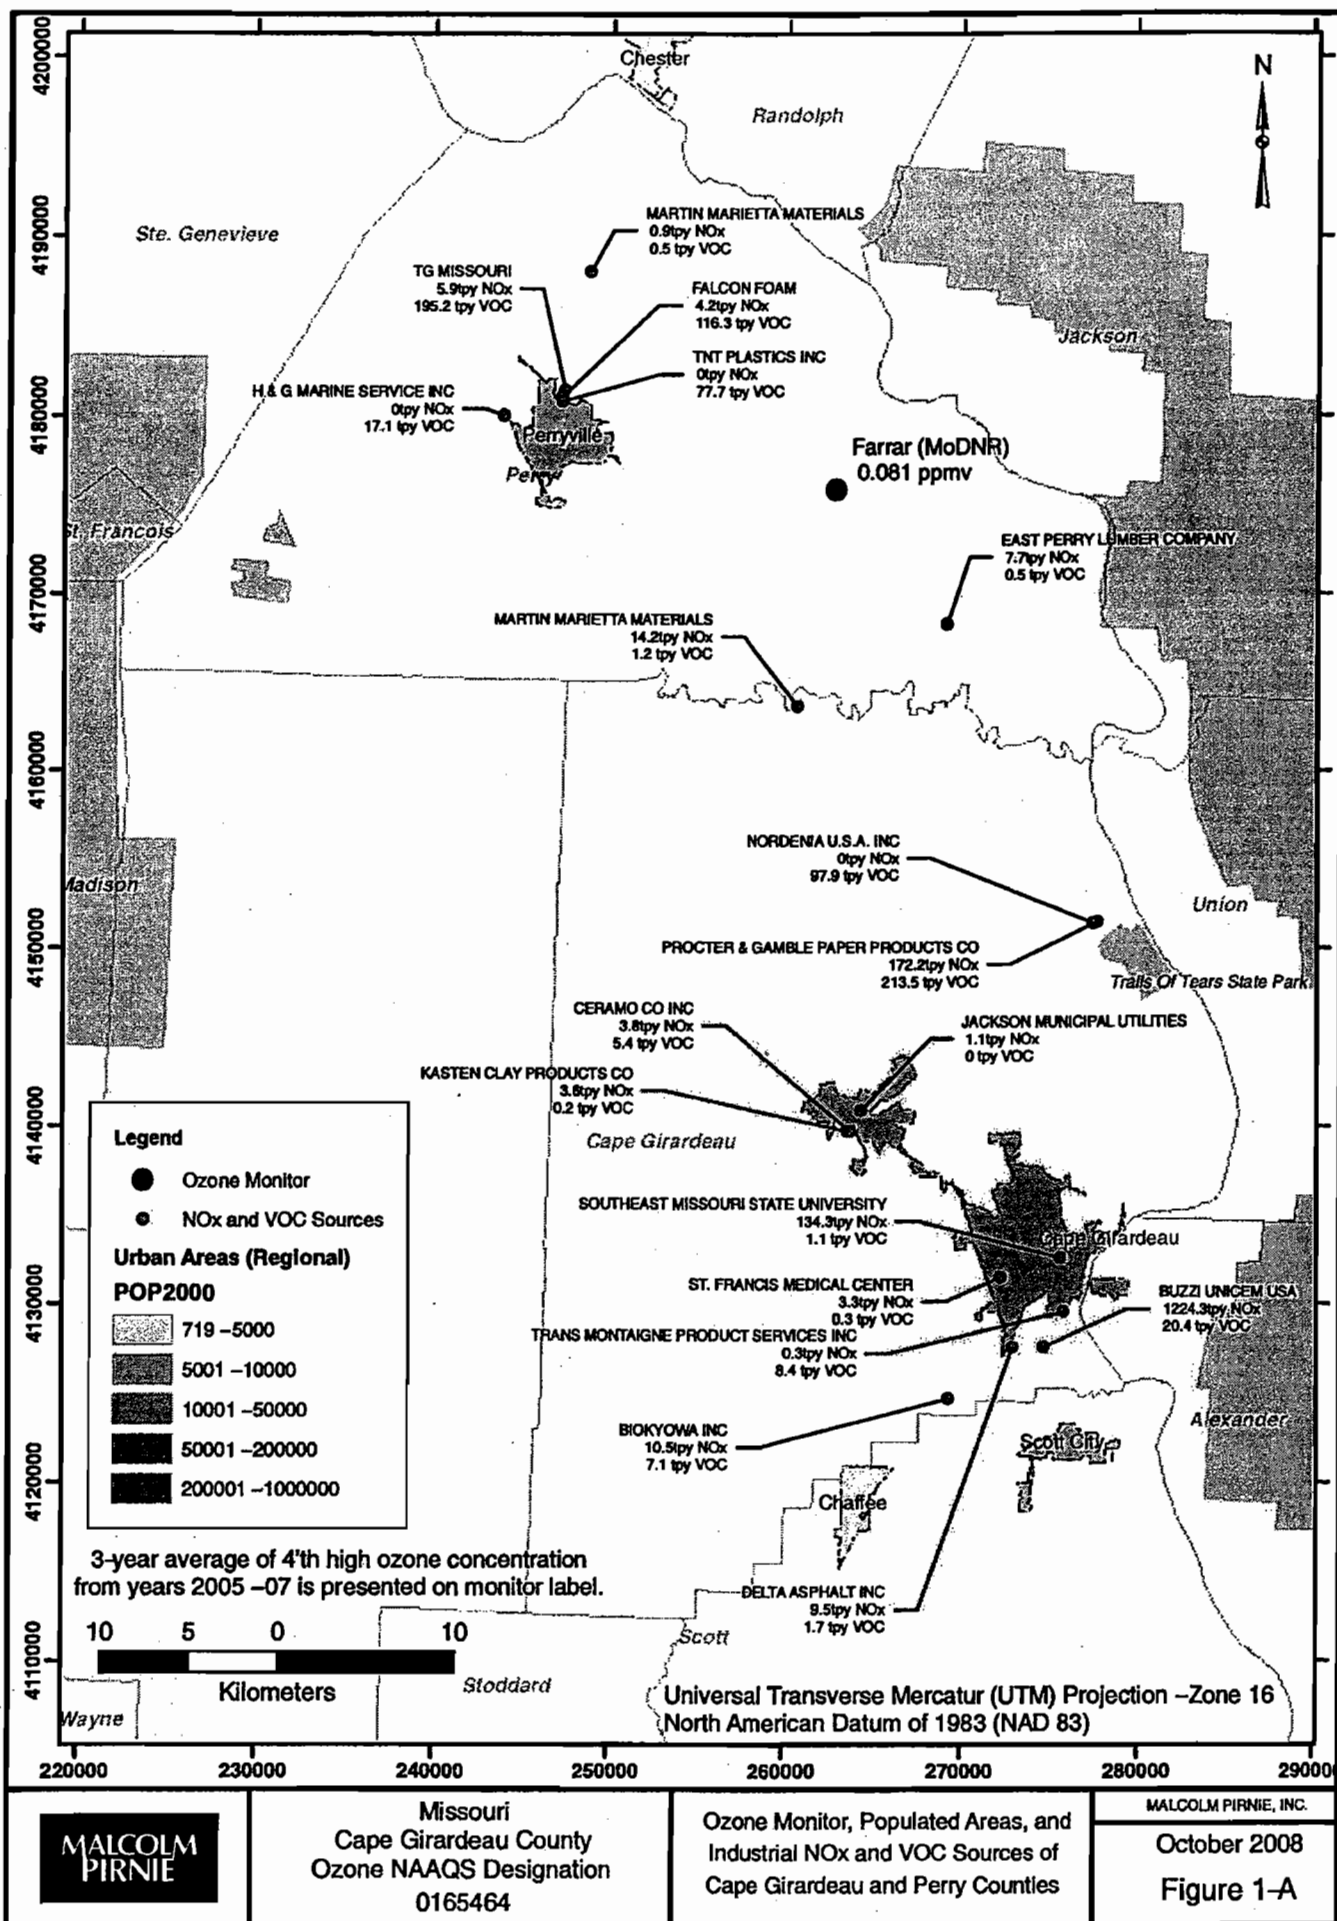 4200000
4190000
4180000
4170000
4160000
4150000
4140000
4130000
4120000
4110000
Chester
Randolph
N
Ste. Genevieve
MARTIN MARIETTA MATERIALS
0.9tpy NOx
0.5 tpy VOC
TG MISSOURI
5.9tpy NOx
195.2 tpy VOC
FALCON FOAM
4.2tpy NOx
116.3 tpy VOC
Jackson
TNT PLASTICS INC
0tpy NOx
77.7 tpy VOC
H & G MARINE SERVICE INC
0tpy NOx
17.1 tpy VOC
Perryville
Perry
Farrar (MoDNR)
0.081 ppmv
St. Francois
EAST PERRY LUMBER COMPANY
7.7tpy NOx
0.5 tpy VOC
MARTIN MARIETTA MATERIALS
14.2tpy NOx
1.2 tpy VOC
NORDENIA U.S.A. INC
0tpy NOx
97.9 tpy VOC
Madison
Union
PROCTER & GAMBLE PAPER PRODUCTS CO
172.2tpy NOx
213.5 tpy VOC
Trails Of Tears State Park
CERAMO CO INC
3.8tpy NOx
5.4 tpy VOC
JACKSON MUNICIPAL UTILITIES
1.1tpy NOx
0 tpy VOC
KASTEN CLAY PRODUCTS CO
3.6tpy NOx
0.2 tpy VOC
Cape Girardeau
SOUTHEAST MISSOURI STATE UNIVERSITY
134.3tpy NOx
1.1 tpy VOC
Cape Girardeau
ST. FRANCIS MEDICAL CENTER
3.3tpy NOx
0.3 tpy VOC
BUZZI UNICEM USA
1224.3tpy NOx
20.4 tpy VOC
TRANS MONTAIGNE PRODUCT SERVICES INC
0.3tpy NOx
8.4 tpy VOC
BIOKYOWA INC
10.5tpy NOx
7.1 tpy VOC
Alexander
Scott City
Chaffee
DELTA ASPHALT INC
9.5tpy NOx
1.7 tpy VOC
Scott
Stoddard
Wayne
Legend
Ozone Monitor
NOx and VOC Sources
Urban Areas (Regional)
POP2000
719 –5000
5001 –10000
10001 –50000
50001 –200000
200001 –1000000
3-year average of 4'th high ozone concentration
from years 2005 –07 is presented on monitor label.
10 5 0 10
Kilometers
Universal Transverse Mercatur (UTM) Projection –Zone 16
North American Datum of 1983 (NAD 83)
220000 230000 240000 250000 260000 270000 280000 290000
MALCOLM
PIRNIE
Missouri
Cape Girardeau County
Ozone NAAQS Designation
0165464
Ozone Monitor, Populated Areas, and
Industrial NOx and VOC Sources of
Cape Girardeau and Perry Counties
MALCOLM PIRNIE, INC.
October 2008
Figure 1-A